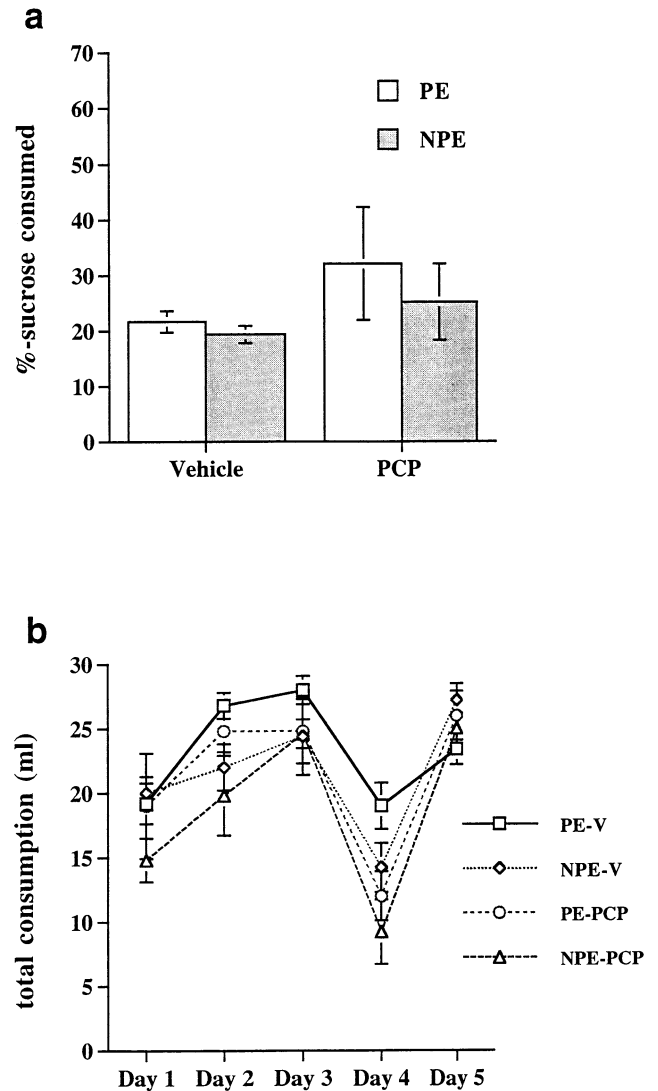 a
70
60
50
40
30
20
10
0
%-sucrose consumed
PE
NPE
Vehicle
PCP
b
30
25
20
15
10
5
0
total consumption (ml)
PE-V
NPE-V
PE-PCP
NPE-PCP
Day 1 Day 2 Day 3 Day 4 Day 5